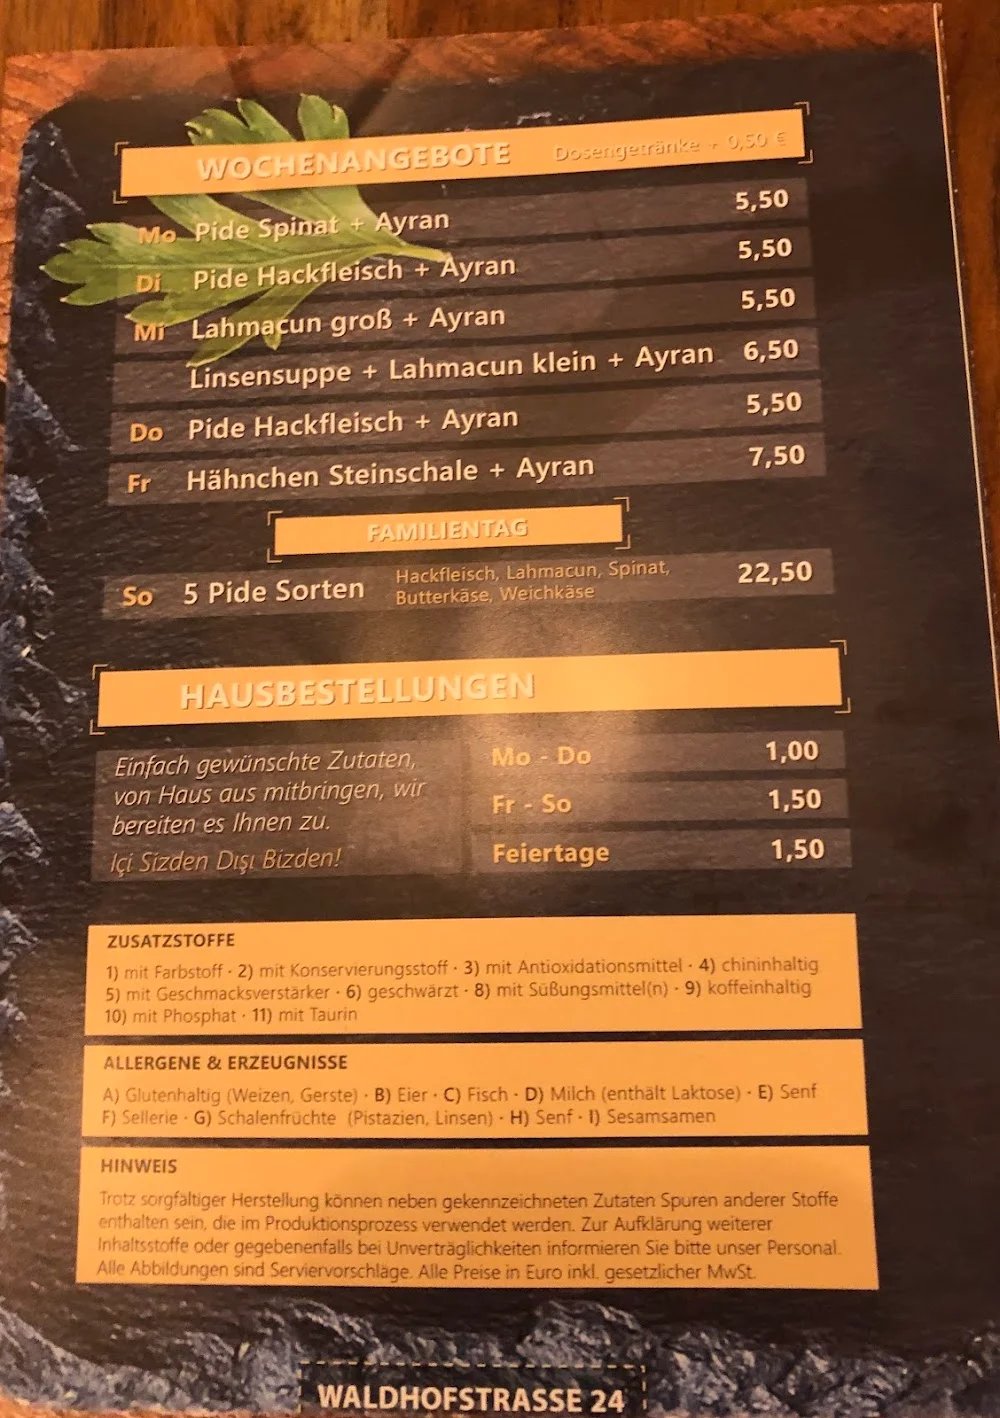 WOCHENANGEBOTE Dosengetränke + 0,50 €
Mo Pide Spinat + Ayran 5,50
Di Pide Hackfleisch + Ayran 5,50
Mi Lahmacun groß + Ayran 5,50
Linsensuppe + Lahmacun klein + Ayran 6,50
Do Pide Hackfleisch + Ayran 5,50
Fr Hähnchen Steinschale + Ayran 7,50
FAMILIENTAG
So 5 Pide Sorten Hackfleisch, Lahmacun, Spinat, 22,50
Butterkäse, Weichkäse
HAUSBESTELLUNGEN
Einfach gewünschte Zutaten,
von Haus aus mitbringen, wir
bereiten es Ihnen zu.
Içi Sizden Dışı Bizden!
Mo - Do 1,00
Fr - So 1,50
Feiertage 1,50
ZUSATZSTOFFE
1) mit Farbstoff · 2) mit Konservierungsstoff · 3) mit Antioxidationsmittel · 4) chininhaltig
5) mit Geschmacksverstärker · 6) geschwärzt · 8) mit Süßungsmittel(n) · 9) koffeinhaltig
10) mit Phosphat · 11) mit Taurin
ALLERGENE & ERZEUGNISSE
A) Glutenhaltig (Weizen, Gerste) · B) Eier · C) Fisch · D) Milch (enthält Laktose) · E) Senf
F) Sellerie · G) Schalenfrüchte (Pistazien, Linsen) · H) Senf · I) Sesamsamen
HINWEIS
Trotz sorgfältiger Herstellung können neben gekennzeichneten Zutaten Spuren anderer Stoffe
enthalten sein, die im Produktionsprozess verwendet werden. Zur Aufklärung weiterer
Inhaltsstoffe oder gegebenenfalls bei Unverträglichkeiten informieren Sie bitte unser Personal.
Alle Abbildungen sind Serviervorschläge. Alle Preise in Euro inkl. gesetzlicher MwSt.
WALDHOFSTRASSE 24